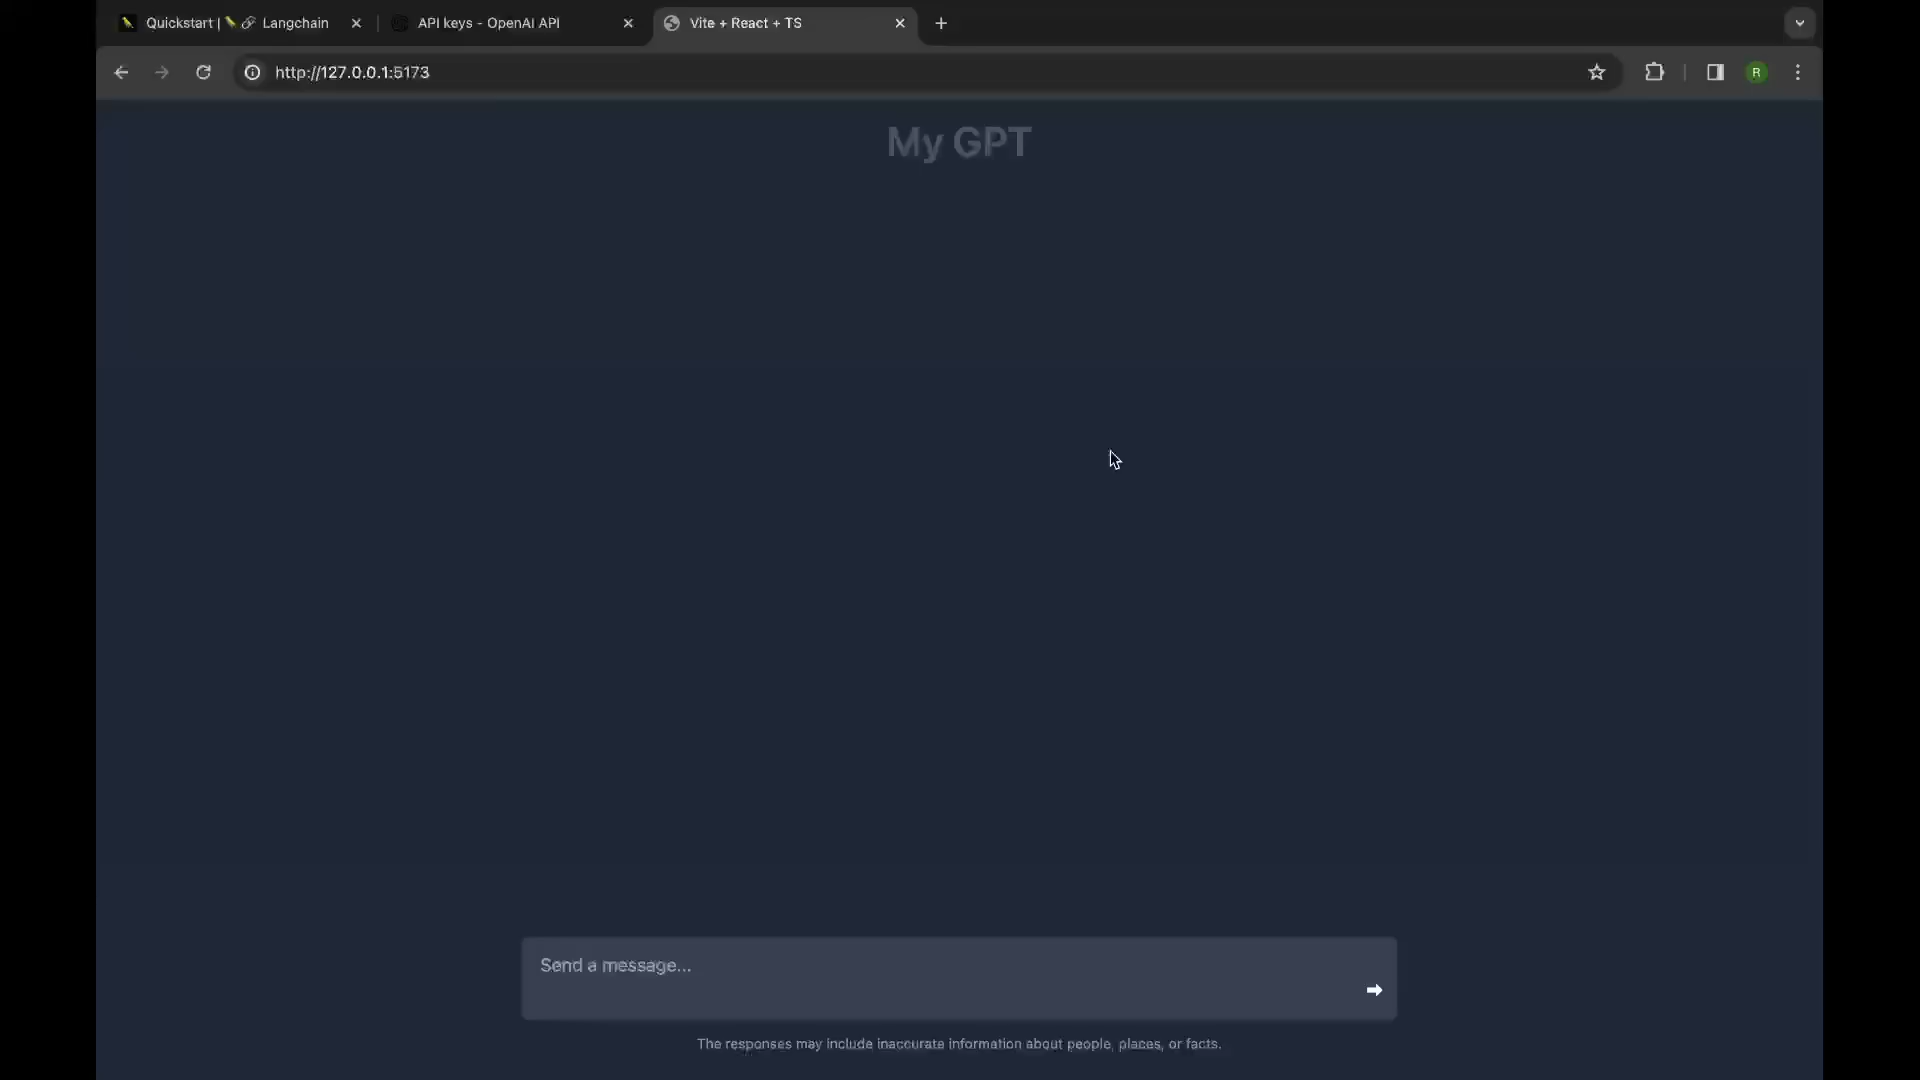 Quickstart | Langchain
API keys - OpenAI API
Vite + React + TS
http://127.0.0.1:5173
R
My GPT
Send a message...
The responses may include inaccurate information about people, places, or facts.